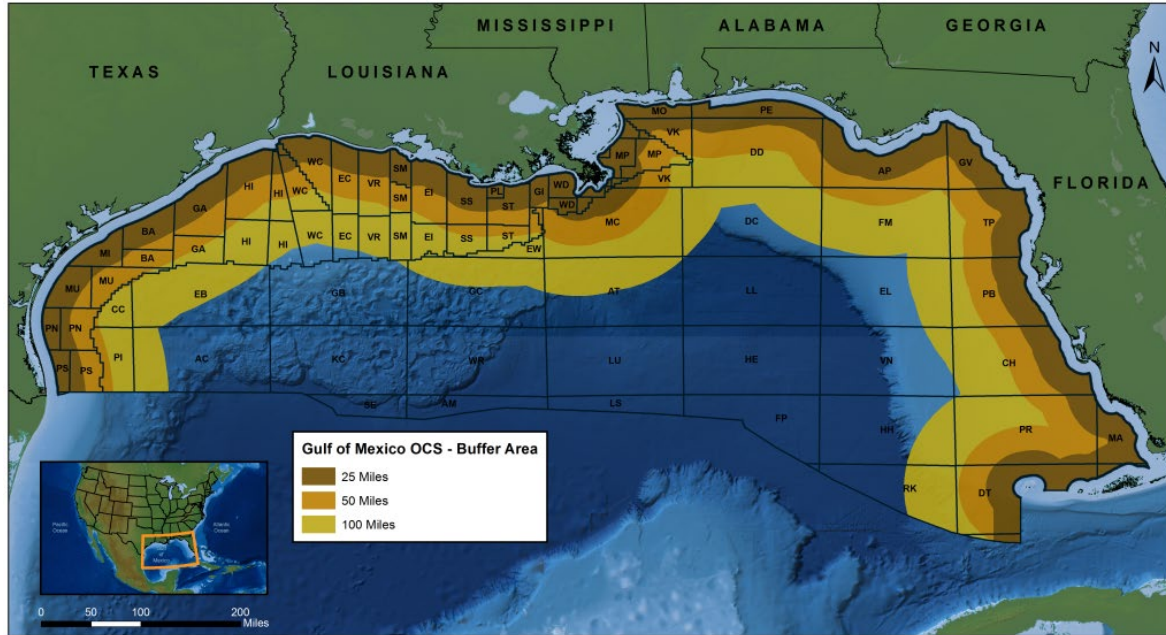 MISSISSIPPI
ALABAMA
GEORGIA
TEXAS
LOUISIANA
FLORIDA
N
MO
PE
VK
WC
SM
MP
MP
DD
GV
HI
HI
WC
EC
VR
SM
EI
SS
PL
ST
GI
WD
WD
VK
AP
GA
BA
MI
GA
BA
HI
HI
WC
EC
VR
SM
EI
SS
ST
EW
MC
DC
FM
TP
MU
MU
CC
EB
GB
GC
AT
LL
EL
PB
PN
PN
PI
AC
KC
WR
LU
HE
VN
CH
PS
PS
SE
AM
LS
FP
HH
PR
MA
RK
DT
Gulf of Mexico OCS - Buffer Area
25 Miles
50 Miles
100 Miles
Pacific
Ocean
Atlantic
Ocean
0 50 100 200
Miles